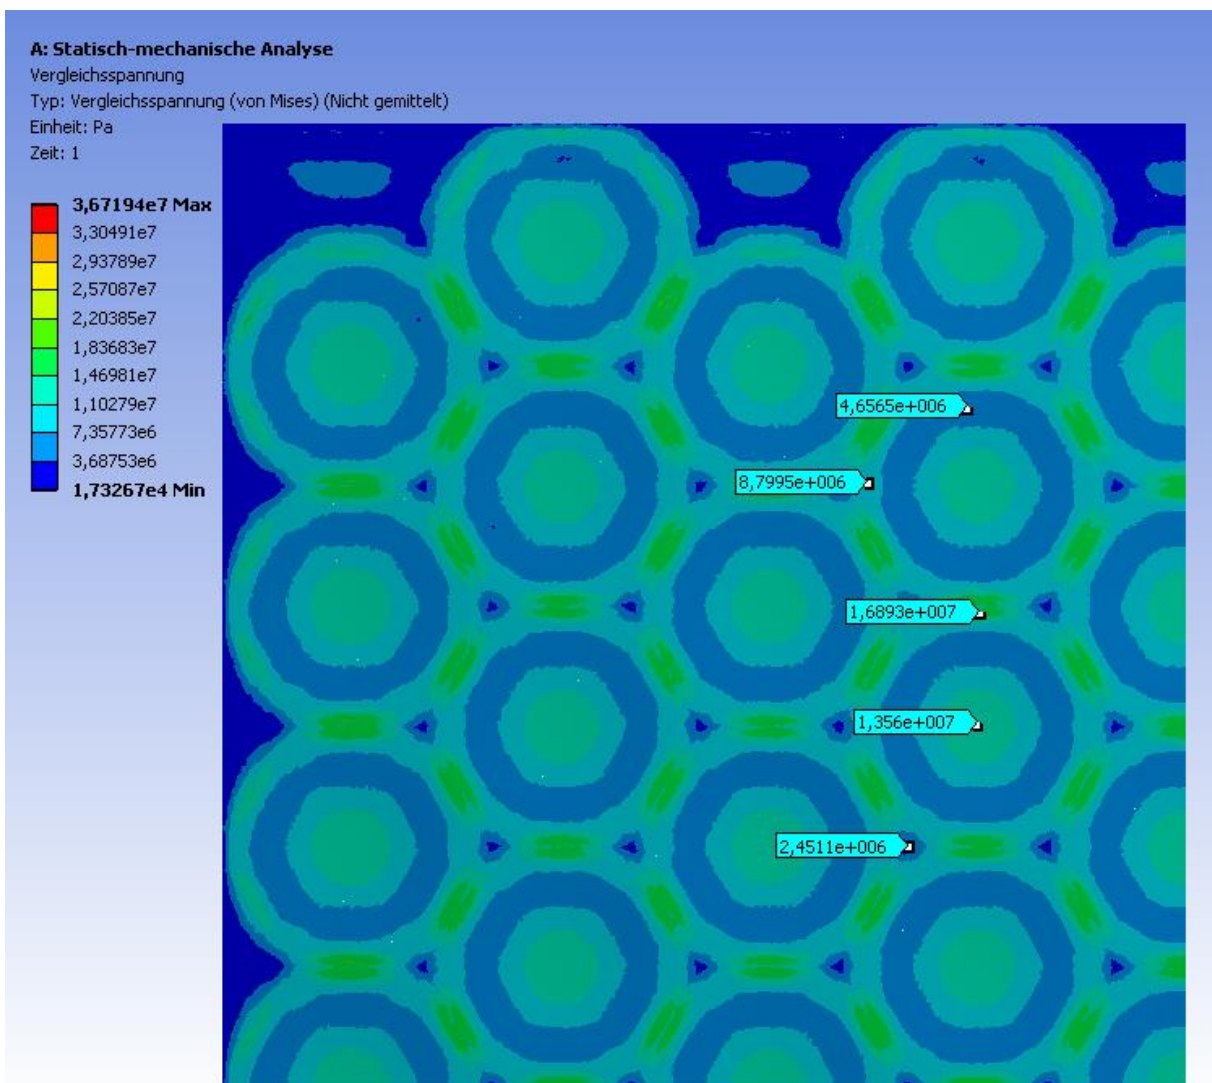 A: Statisch-mechanische Analyse
Vergleichsspannung
Typ: Vergleichsspannung (von Mises) (Nicht gemittelt)
Einheit: Pa
Zeit: 1
3,67194e7 Max
3,30491e7
2,93789e7
2,57087e7
2,20385e7
1,83683e7
1,46981e7
1,10279e7
7,35773e6
3,68753e6
1,73267e4 Min
4,6565e+006
8,7995e+006
1,6893e+007
1,356e+007
2,4511e+006